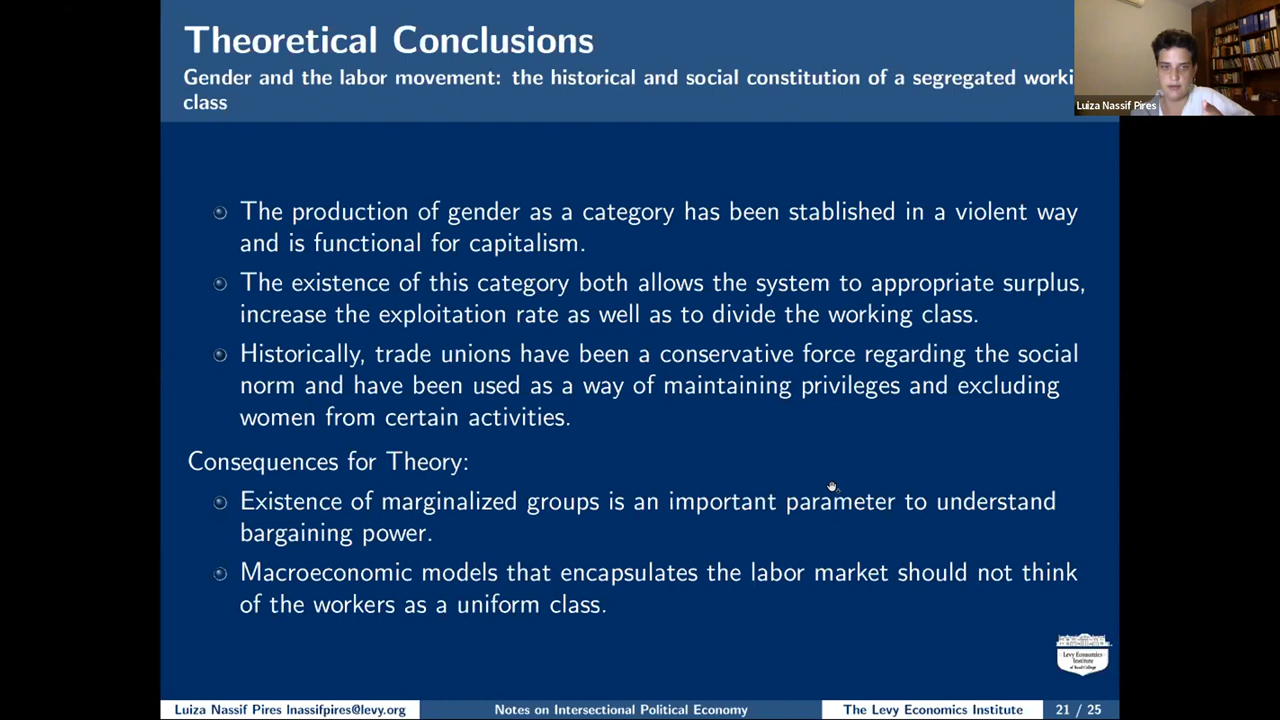 Theoretical Conclusions
Gender and the labor movement: the historical and social constitution of a segregated worki
class
Luiza Nassif Pires
The production of gender as a category has been stablished in a violent way
and is functional for capitalism.
The existence of this category both allows the system to appropriate surplus,
increase the exploitation rate as well as to divide the working class.
Historically, trade unions have been a conservative force regarding the social
norm and have been used as a way of maintaining privileges and excluding
women from certain activities.
Consequences for Theory:
Existence of marginalized groups is an important parameter to understand
bargaining power.
Macroeconomic models that encapsulates the labor market should not think
of the workers as a uniform class.
Levy Economics
Institute
of Bard College
Luiza Nassif Pires lnassifpires@levy.org
Notes on Intersectional Political Economy
The Levy Economics Institute
21 / 25